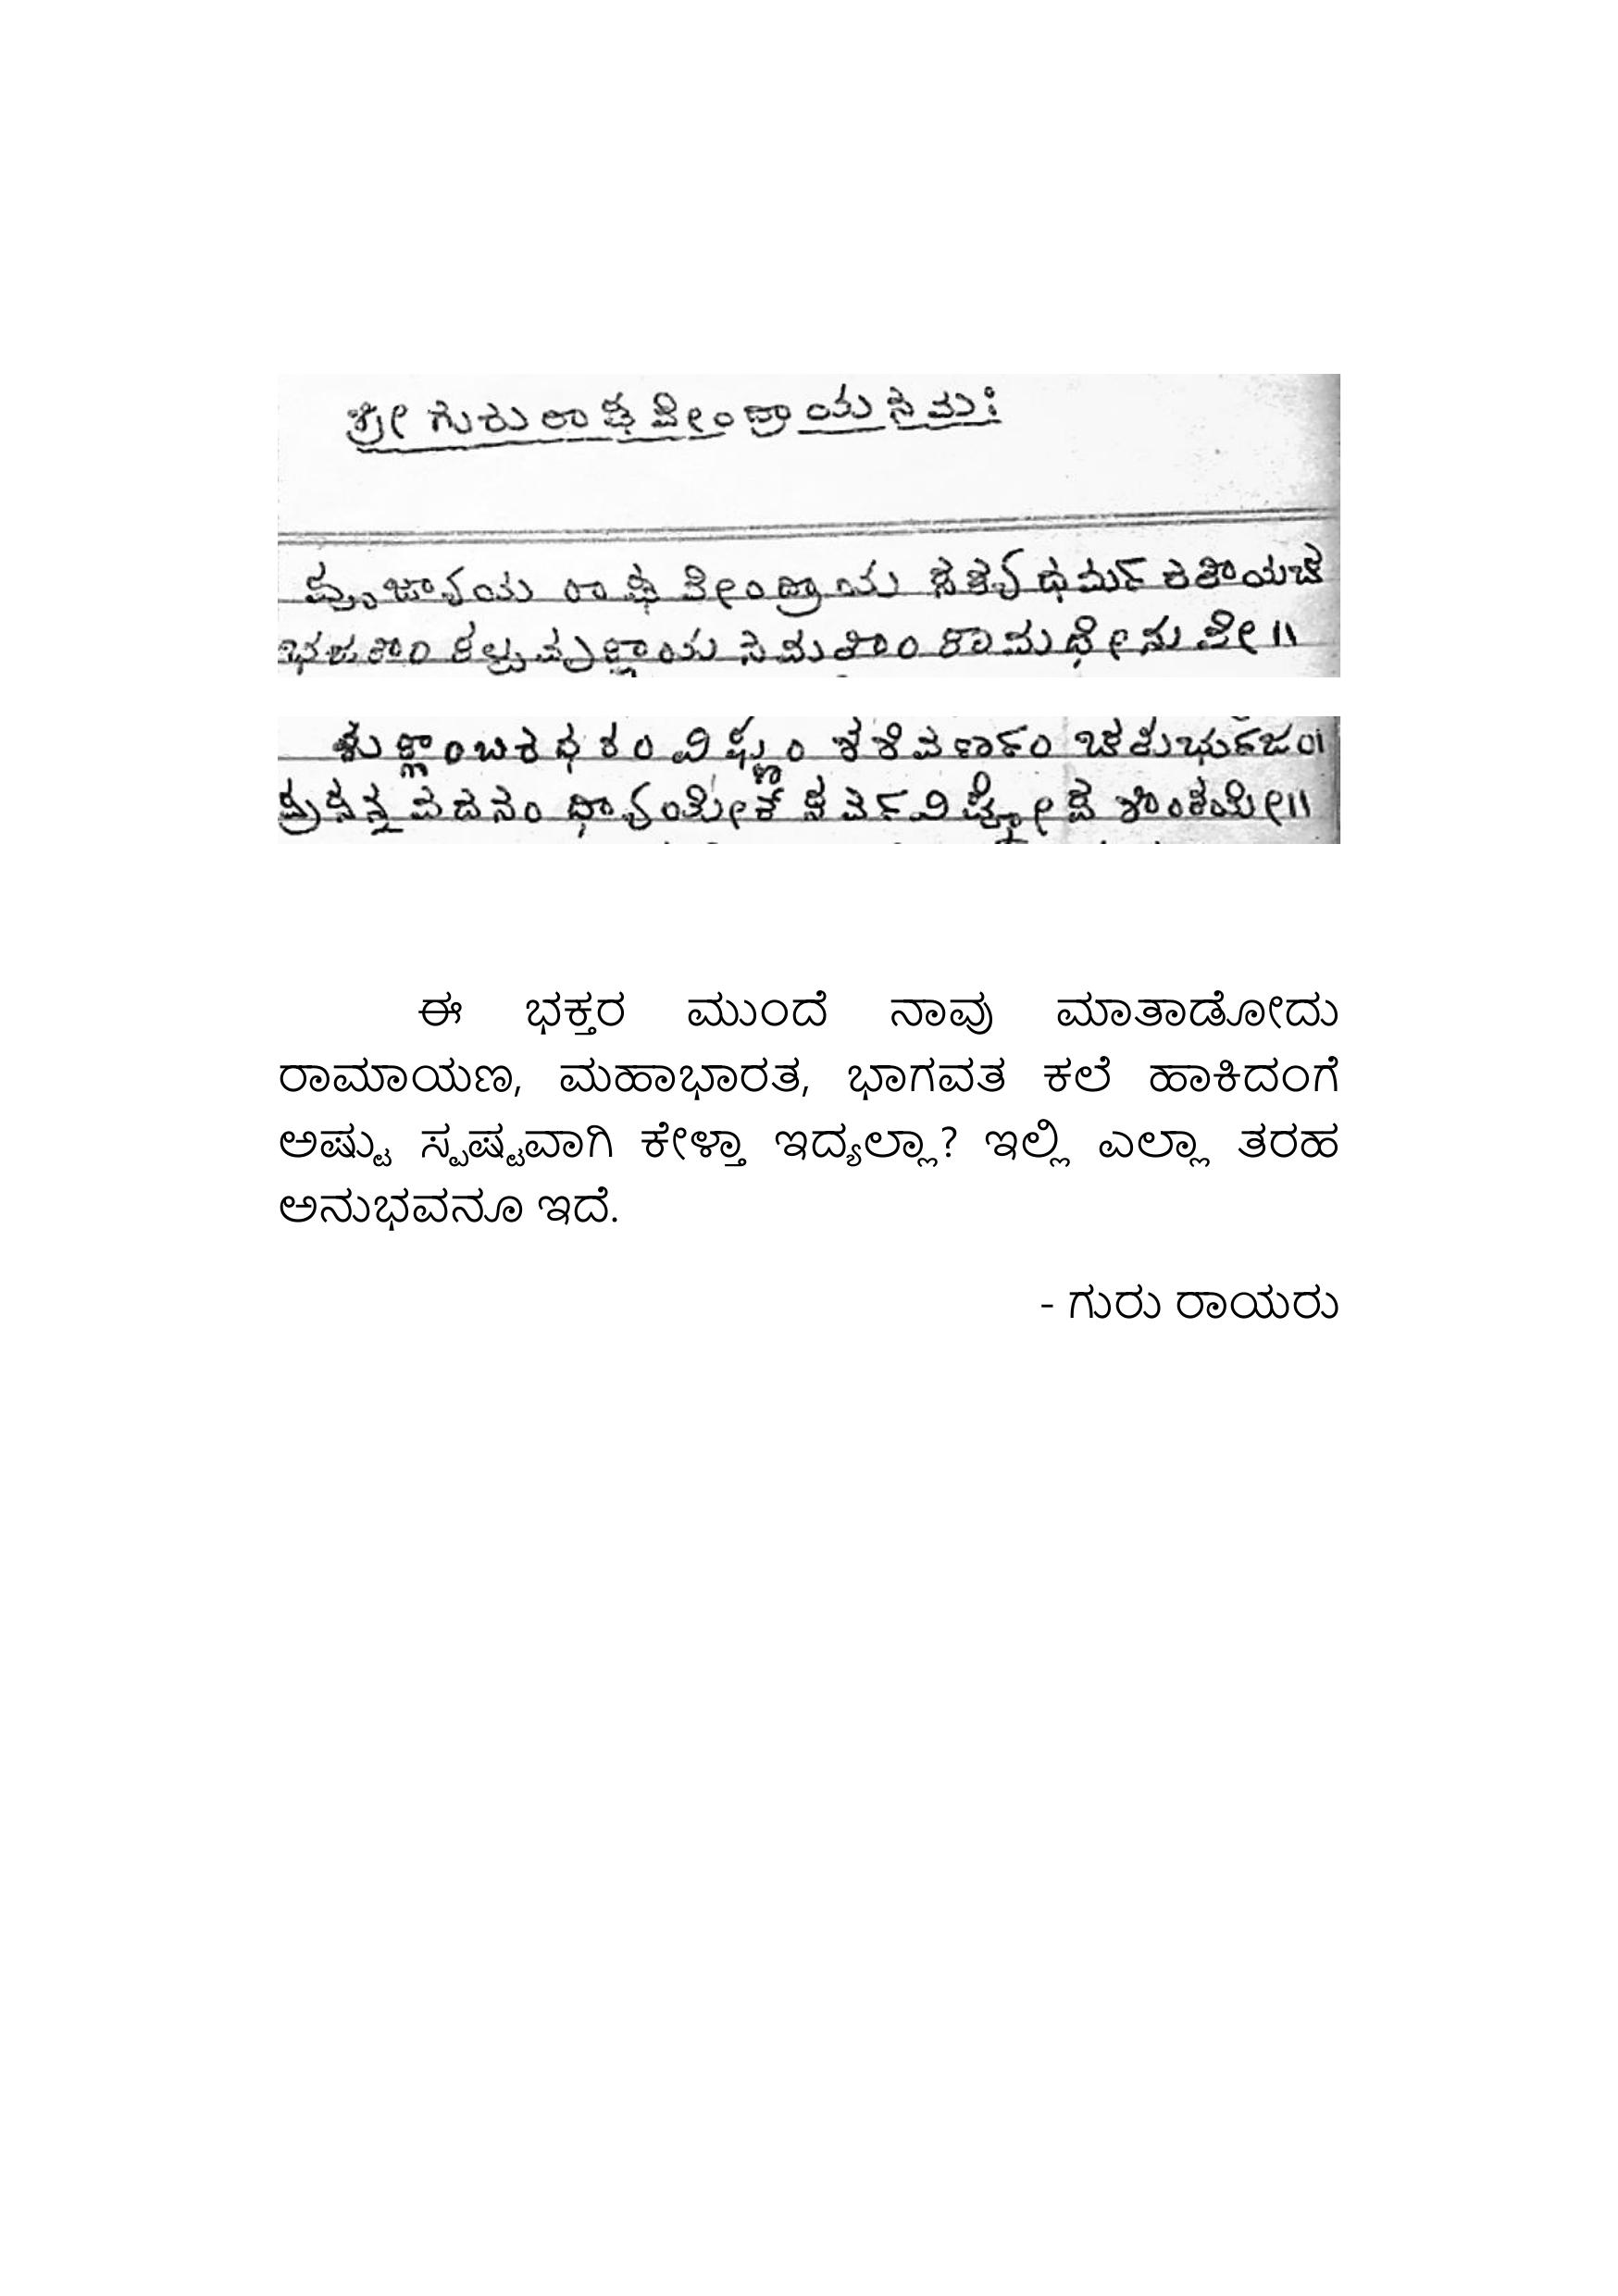 ಶ್ರೀ ಗುರು ರಾಘವೇಂದ್ರಾಯ ನಮಃ
ಪೂಜ್ಯಾಯ ರಾಘವೇಂದ್ರಾಯ ಸತ್ಯಧರ್ಮ ರತಾಯಚ
ಭಜತಾಂ ಕಲ್ಪವೃಕ್ಷಾಯ ನಮತಾಂ ಕಾಮಧೇನುವೇ ॥
ಶುಕ್ಲಾಂಬರಧರಂ ವಿಷ್ಣುಂ ಶಶಿವರ್ಣಂ ಚತುರ್ಭುಜಂ।
ಪ್ರಸನ್ನ ವದನಂ ಧ್ಯಾಯೇತ್ ಸರ್ವವಿಘ್ನೋಪ ಶಾಂತಯೇ॥
ಈ ಭಕ್ತರ ಮುಂದೆ ನಾವು ಮಾತಾಡೋದು
ರಾಮಾಯಣ, ಮಹಾಭಾರತ, ಭಾಗವತ ಕಲೆ ಹಾಕಿದಂಗೆ
ಅಷ್ಟು ಸ್ಪಷ್ಟವಾಗಿ ಕೇಳ್ತಾ ಇದ್ಯಲ್ಲಾ? ಇಲ್ಲಿ ಎಲ್ಲಾ ತರಹ
ಅನುಭವನೂ ಇದೆ.
- ಗುರು ರಾಯರು